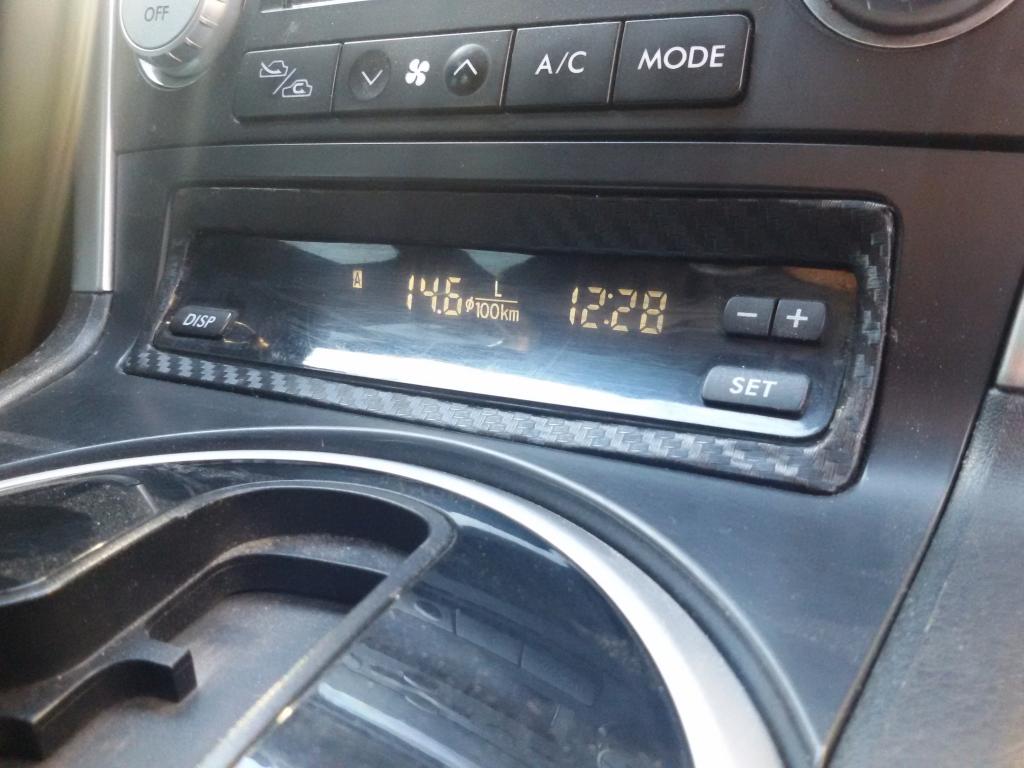 OFF
A/C MODE
A 14.6 ø L/100km 12:28
DISP - +
SET